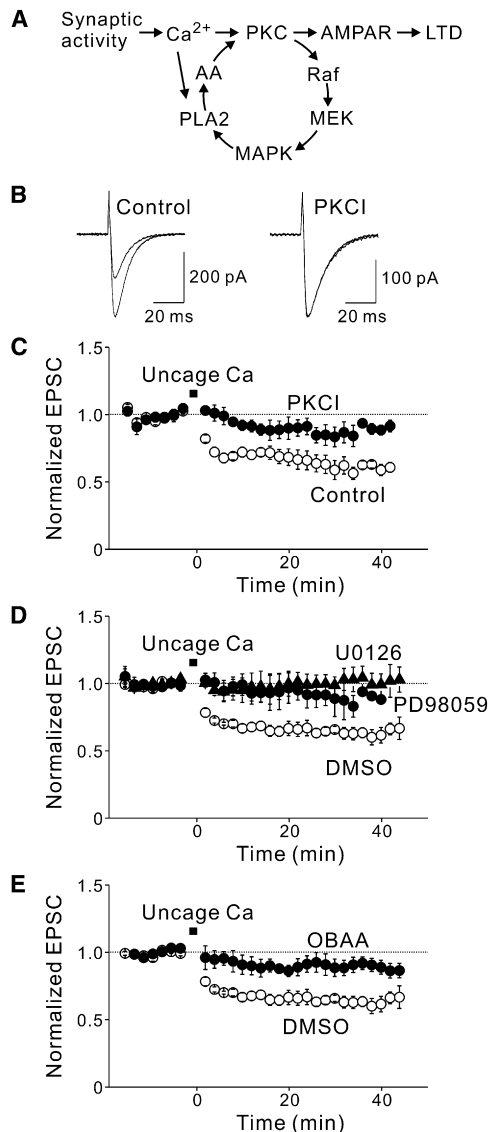 A
Synaptic activity
Ca²⁺
PKC
AMPAR
LTD
AA
Raf
PLA2
MEK
MAPK
B
Control
PKCI
200 pA
100 pA
20 ms
20 ms
C
1.5
Uncage Ca
PKCI
1.0
Normalized EPSC
0.5
Control
0
0
20
40
Time (min)
D
1.5
Uncage Ca
U0126
1.0
PD98059
Normalized EPSC
0.5
DMSO
0
0
20
40
Time (min)
E
1.5
Uncage Ca
OBAA
1.0
Normalized EPSC
0.5
DMSO
0
0
20
40
Time (min)